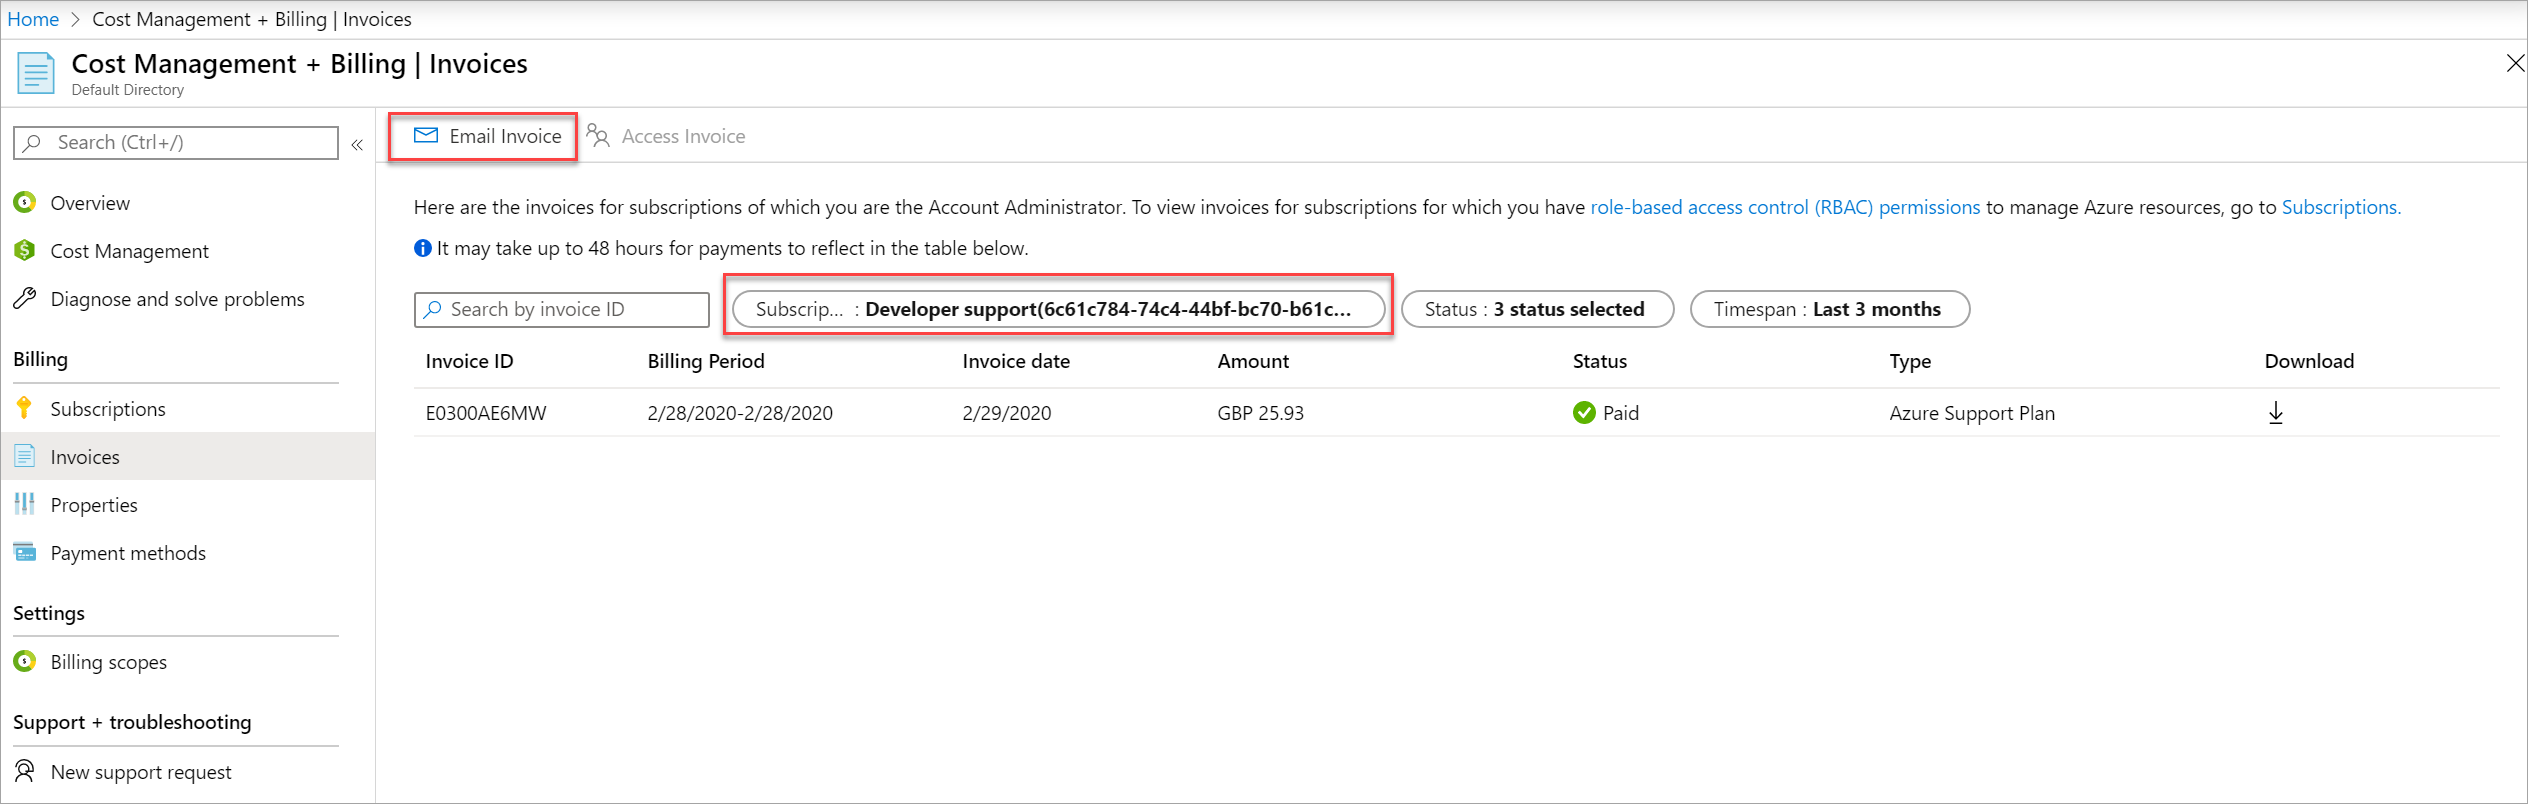 Home > Cost Management + Billing | Invoices
Cost Management + Billing | Invoices
Default Directory
Search (Ctrl+/)
«
Overview
Cost Management
Diagnose and solve problems
Billing
Subscriptions
Invoices
Properties
Payment methods
Settings
Billing scopes
Support + troubleshooting
New support request
Email Invoice
Access Invoice
Here are the invoices for subscriptions of which you are the Account Administrator. To view invoices for subscriptions for which you have role-based access control (RBAC) permissions to manage Azure resources, go to Subscriptions.
It may take up to 48 hours for payments to reflect in the table below.
Search by invoice ID Subscrip... : Developer support(6c61c784-74c4-44bf-bc70-b61c... Status : 3 status selected Timespan : Last 3 months
Invoice ID Billing Period Invoice date Amount Status Type Download
E0300AE6MW 2/28/2020-2/28/2020 2/29/2020 GBP 25.93 Paid Azure Support Plan